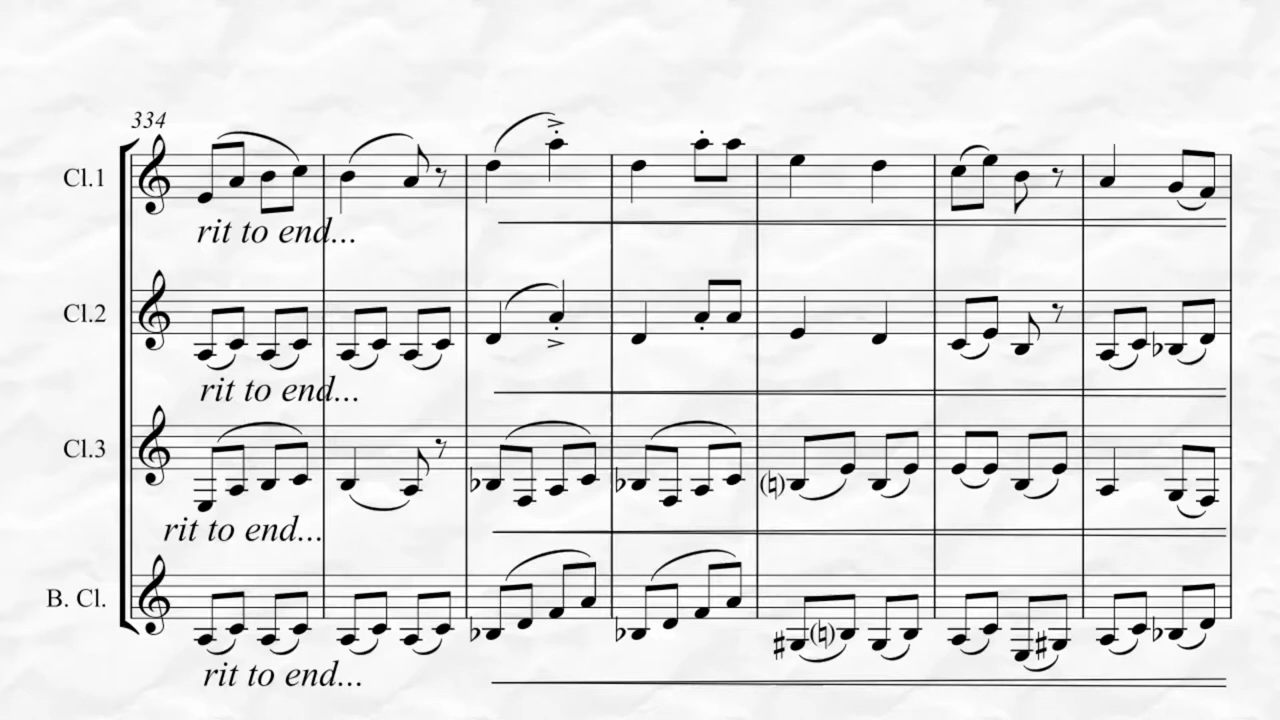 334
Cl.1
rit to end...
Cl.2
rit to end...
Cl.3
rit to end...
B. Cl.
rit to end...